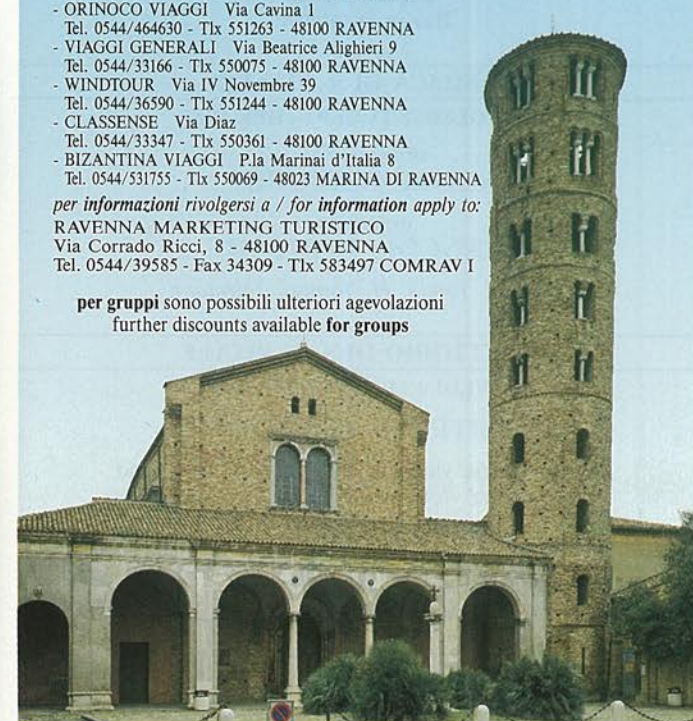 - ORINOCO VIAGGI Via Cavina 1
Tel. 0544/464630 - Tlx 551263 - 48100 RAVENNA
- VIAGGI GENERALI Via Beatrice Alighieri 9
Tel. 0544/33166 - Tlx 550075 - 48100 RAVENNA
- WINDTOUR Via IV Novembre 39
Tel. 0544/36590 - Tlx 551244 - 48100 RAVENNA
- CLASSENSE Via Diaz
Tel. 0544/33347 - Tlx 550361 - 48100 RAVENNA
- BIZANTINA VIAGGI P.la Marinai d'Italia 8
Tel. 0544/531755 - Tlx 550069 - 48023 MARINA DI RAVENNA
per informazioni rivolgersi a / for information apply to:
RAVENNA MARKETING TURISTICO
Via Corrado Ricci, 8 - 48100 RAVENNA
Tel. 0544/39585 - Fax 34309 - Tlx 583497 COMRAV I
per gruppi sono possibili ulteriori agevolazioni
further discounts available for groups